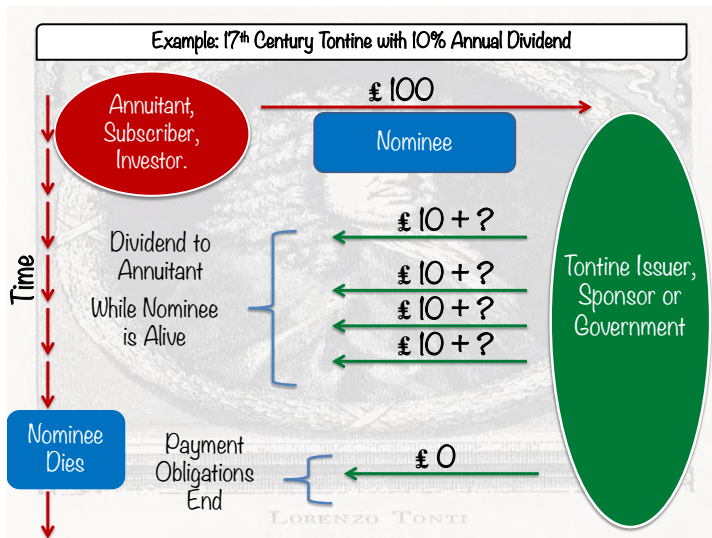 Example: 17th Century Tontine with 10% Annual Dividend
Annuitant,
Subscriber,
Investor.
£ 100
Nominee
Time
Dividend to
Annuitant
While Nominee
is Alive
£ 10 + ?
£ 10 + ?
£ 10 + ?
£ 10 + ?
Tontine Issuer,
Sponsor or
Government
Nominee
Dies
Payment
Obligations
End
£ 0
LORENZO TONTI